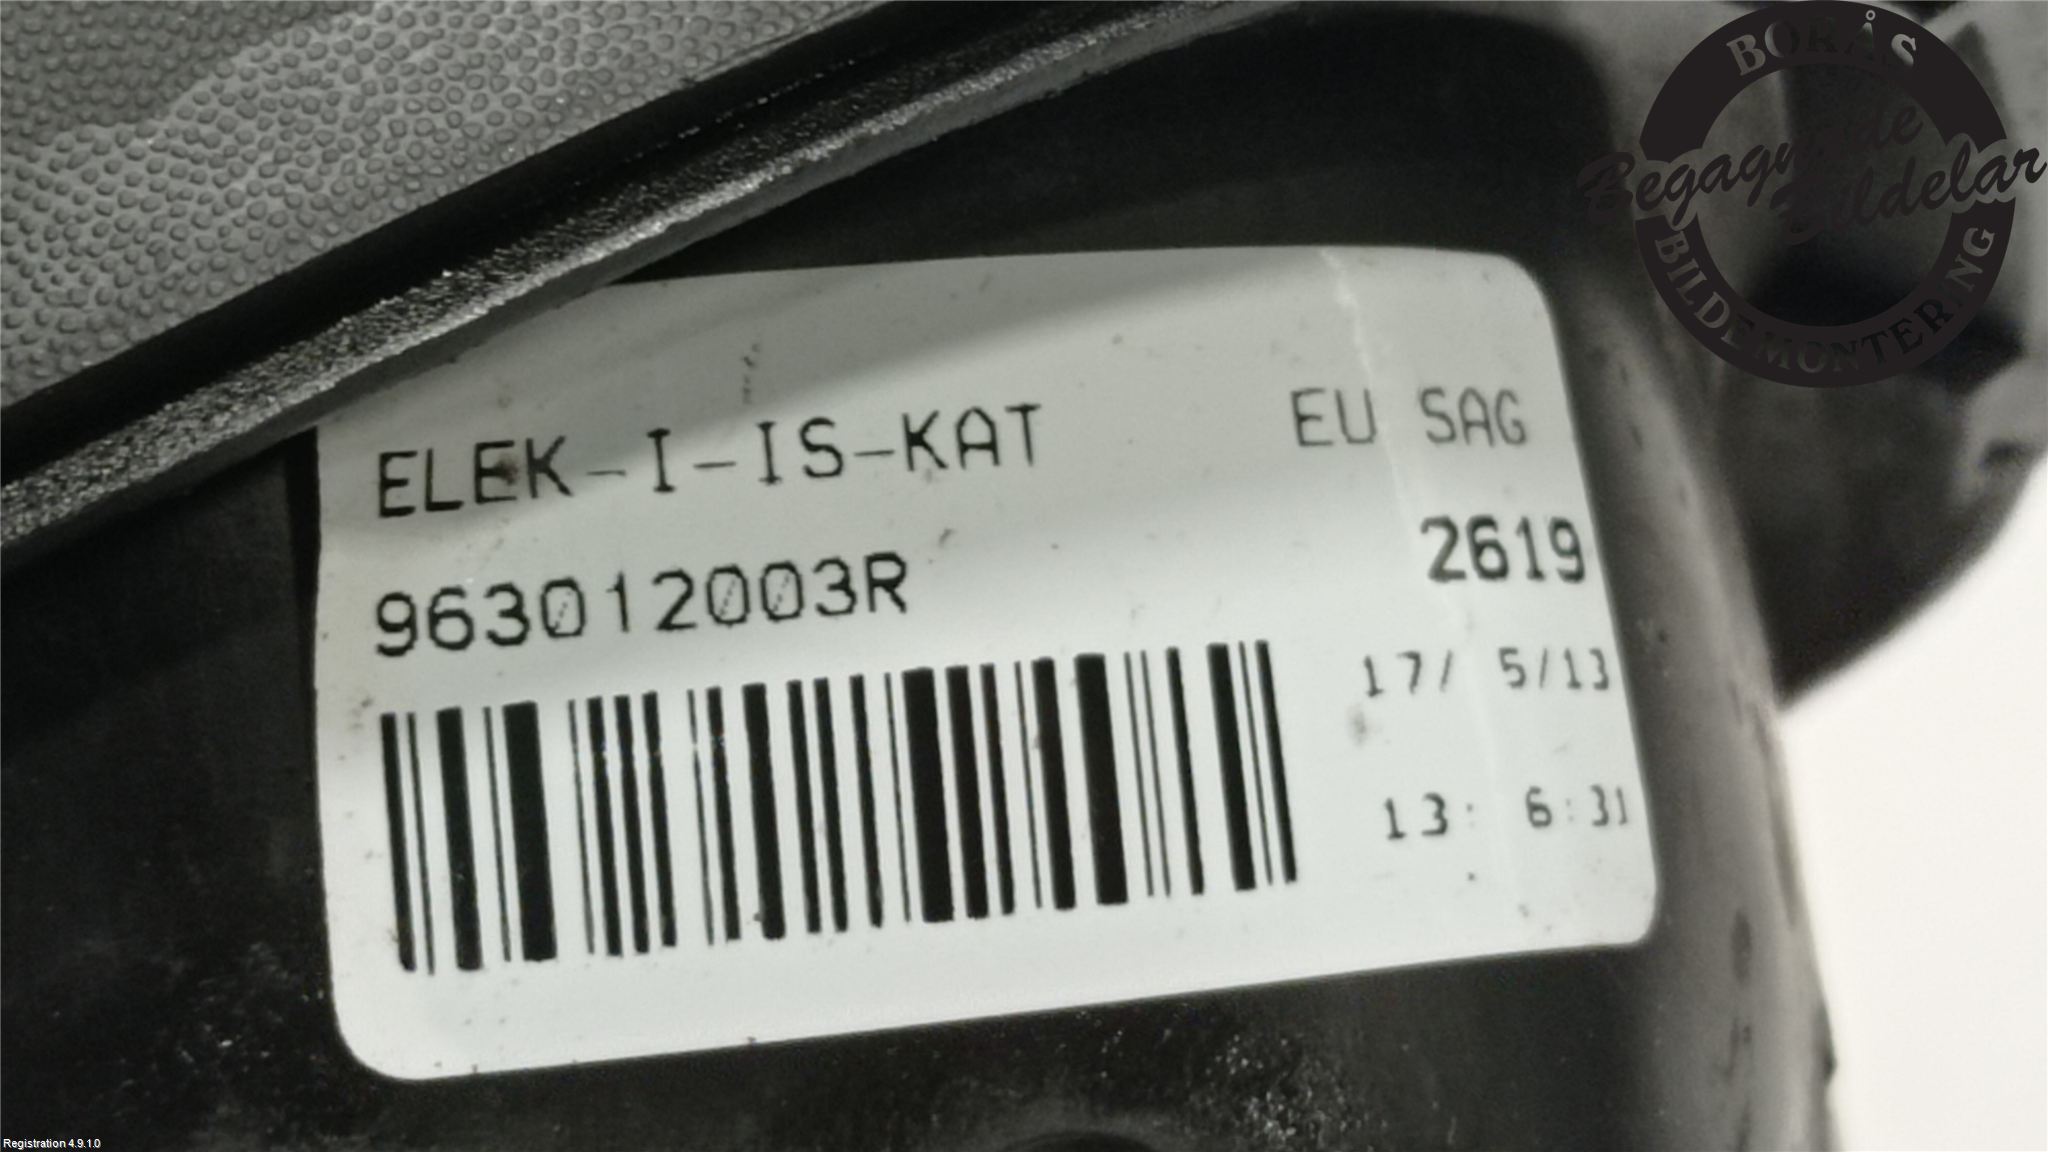 BORÅS
Begagnade
Bildelar
BILDEMONTERING
ELEK-I-IS-KAT EU SAG
963012003R 2619
17/ 5/13
13: 6:31
Registration 4.9.1.0